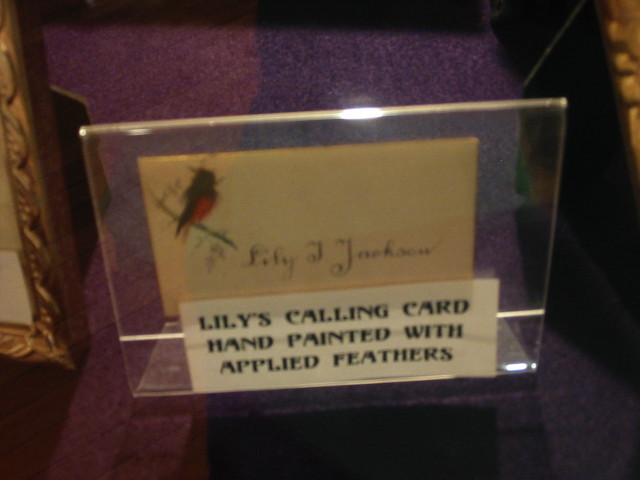 Lily I Jackson
LILY'S CALLING CARD
HAND PAINTED WITH
APPLIED FEATHERS